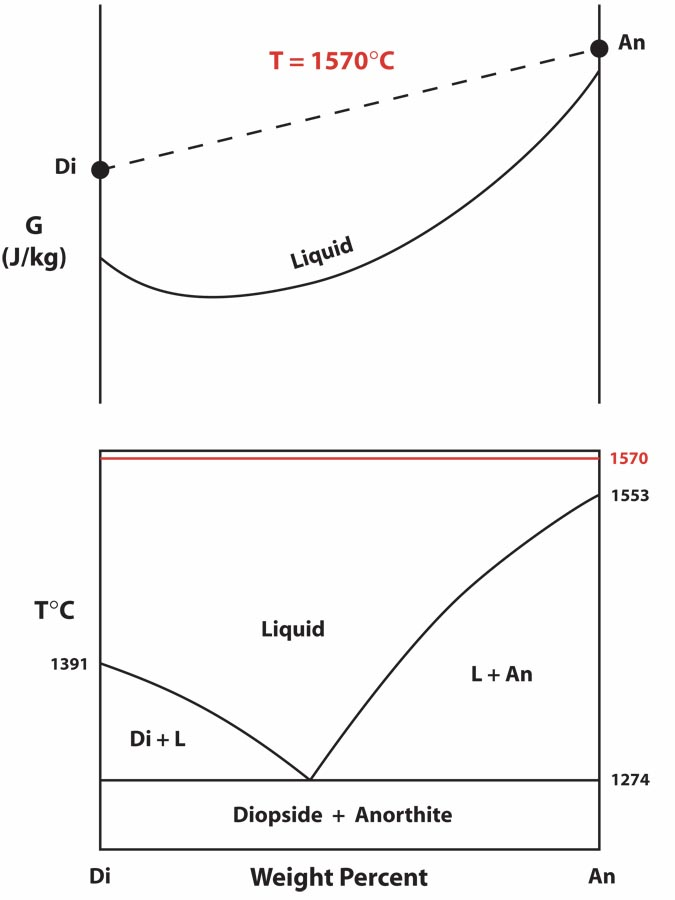 An
T = 1570°C
Di
G
(J/kg)
Liquid
1570
1553
T°C
Liquid
1391
L + An
Di + L
1274
Diopside + Anorthite
Di
Weight Percent
An